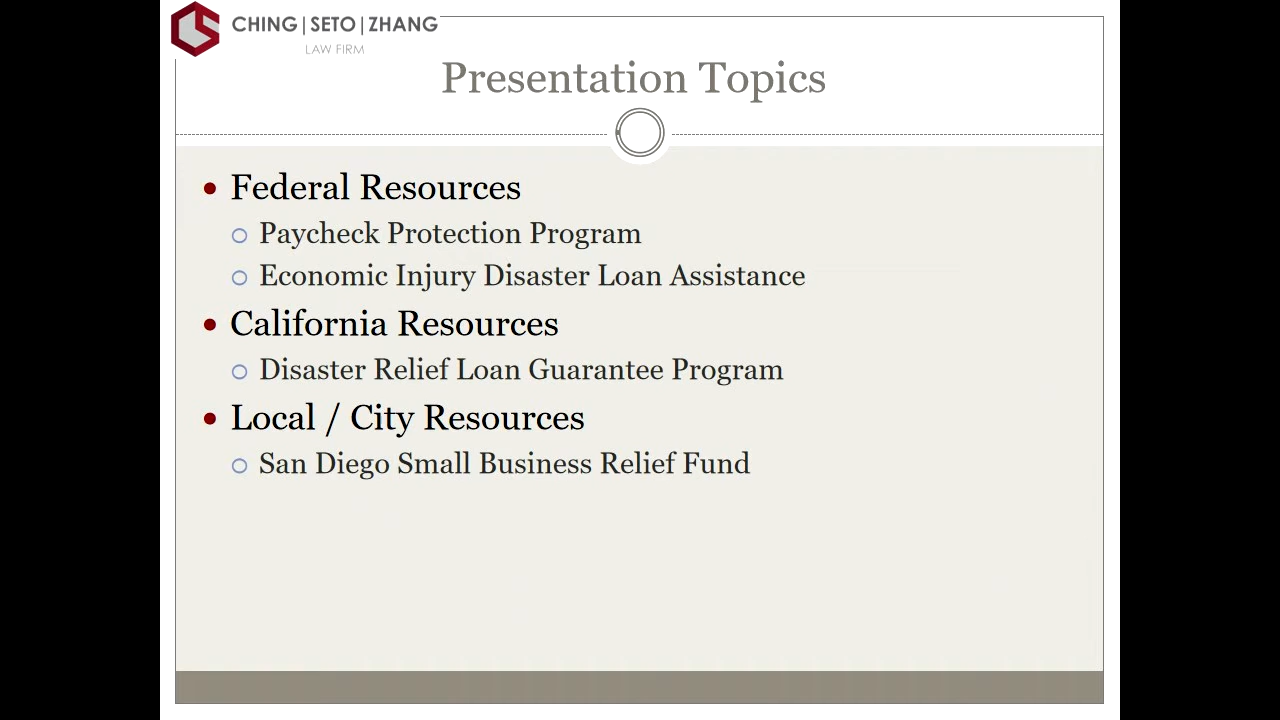 CHING|SETO|ZHANG
LAW FIRM
Presentation Topics
Federal Resources
Paycheck Protection Program
Economic Injury Disaster Loan Assistance
California Resources
Disaster Relief Loan Guarantee Program
Local / City Resources
San Diego Small Business Relief Fund